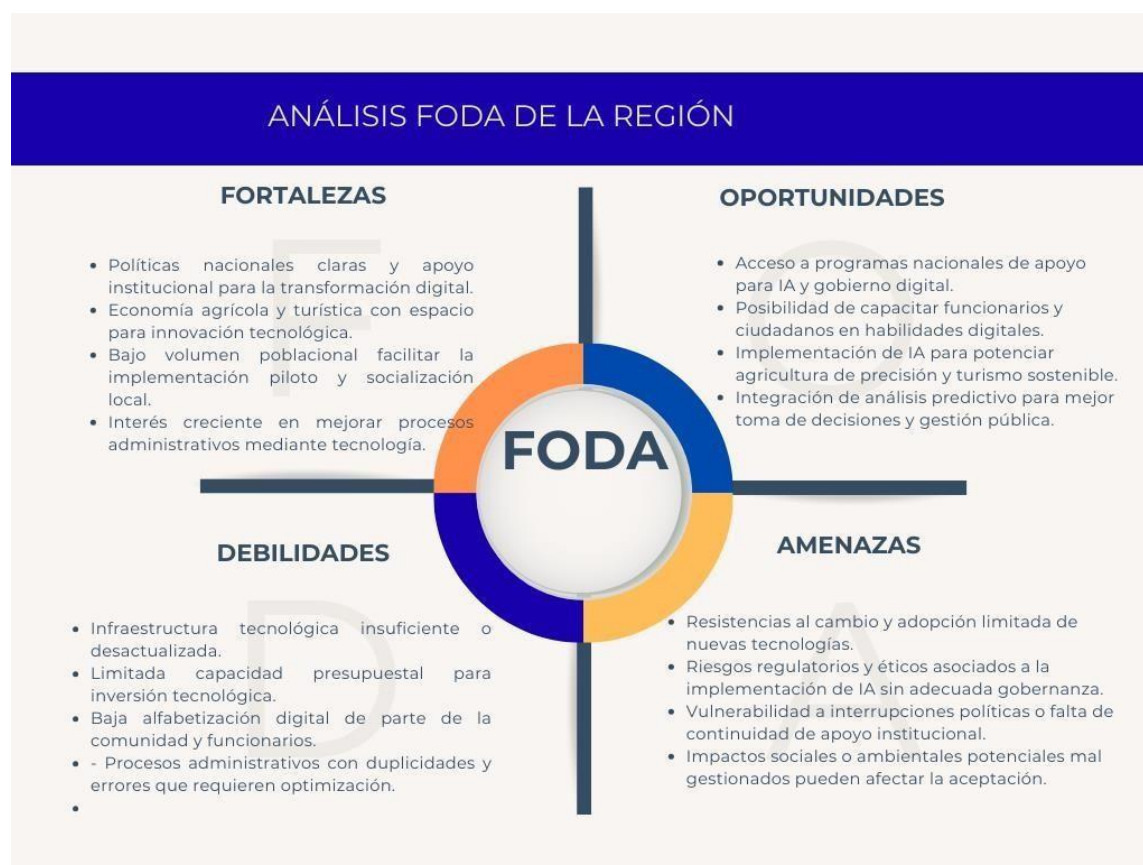 ANÁLISIS FODA DE LA REGIÓN
FORTALEZAS
F
• Políticas nacionales claras y apoyo
institucional para la transformación digital.
• Economía agrícola y turística con espacio
para innovación tecnológica.
• Bajo volumen poblacional facilitar la
implementación piloto y socialización
local.
• Interés creciente en mejorar procesos
administrativos mediante tecnología.
OPORTUNIDADES
O
• Acceso a programas nacionales de apoyo
para IA y gobierno digital.
• Posibilidad de capacitar funcionarios y
ciudadanos en habilidades digitales.
• Implementación de IA para potenciar
agricultura de precisión y turismo sostenible.
• Integración de análisis predictivo para mejor
toma de decisiones y gestión pública.
FODA
DEBILIDADES
D
• Infraestructura tecnológica insuficiente o
desactualizada.
• Limitada capacidad presupuestal para
inversión tecnológica.
• Baja alfabetización digital de parte de la
comunidad y funcionarios.
• - Procesos administrativos con duplicidades y
errores que requieren optimización.
•
AMENAZAS
A
• Resistencias al cambio y adopción limitada de
nuevas tecnologías.
• Riesgos regulatorios y éticos asociados a la
implementación de IA sin adecuada gobernanza.
• Vulnerabilidad a interrupciones políticas o falta de
continuidad de apoyo institucional.
• Impactos sociales o ambientales potenciales mal
gestionados pueden afectar la aceptación.